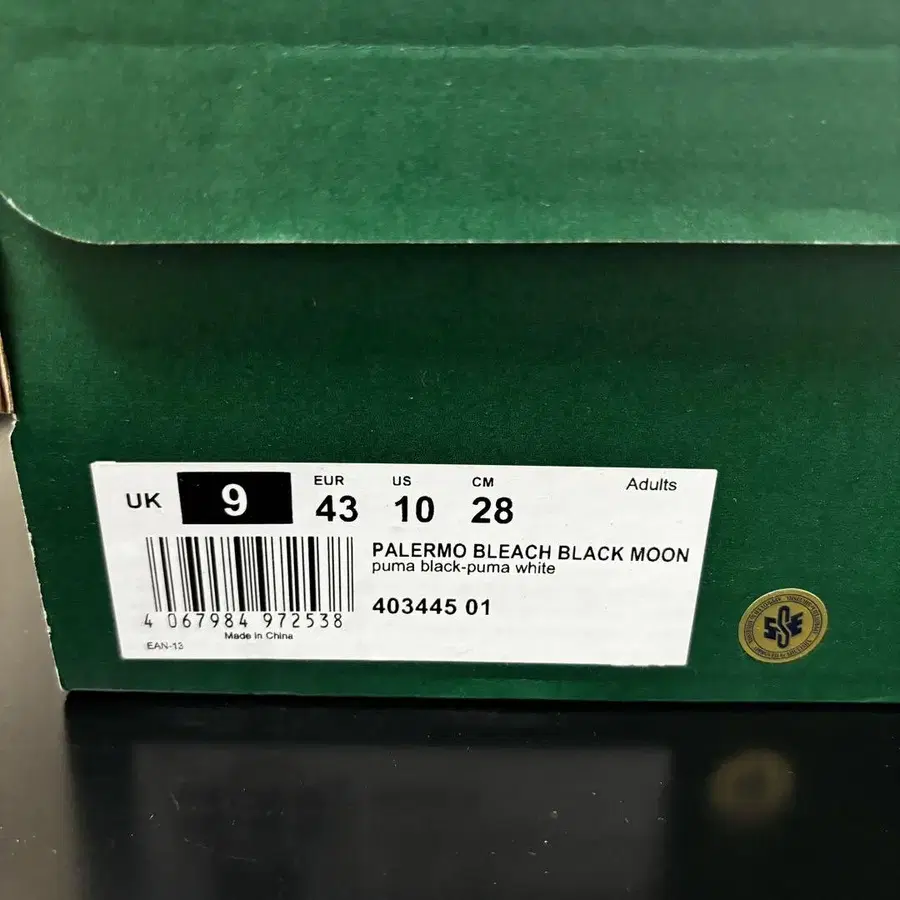 UK 9 EUR 43 US 10 CM 28 Adults
PALERMO BLEACH BLACK MOON
puma black-puma white
403445 01
4 067984 972538
Made in China
EAN-13
SSE